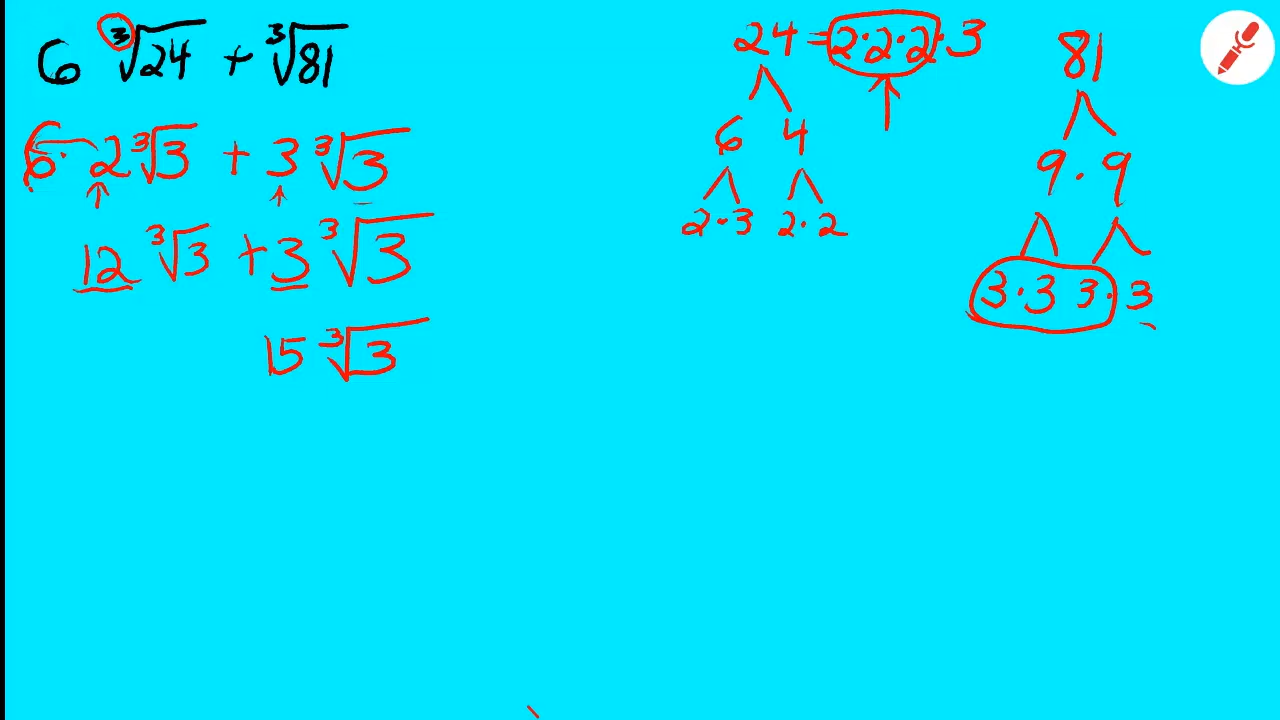 6 ∛24 + ∛81
6 · 2 ∛3 + 3 ∛3
12 ∛3 + 3 ∛3
15 ∛3
24 = 2·2·2·3
6 4
2·3 2·2
81
9 · 9
3·3 3·3